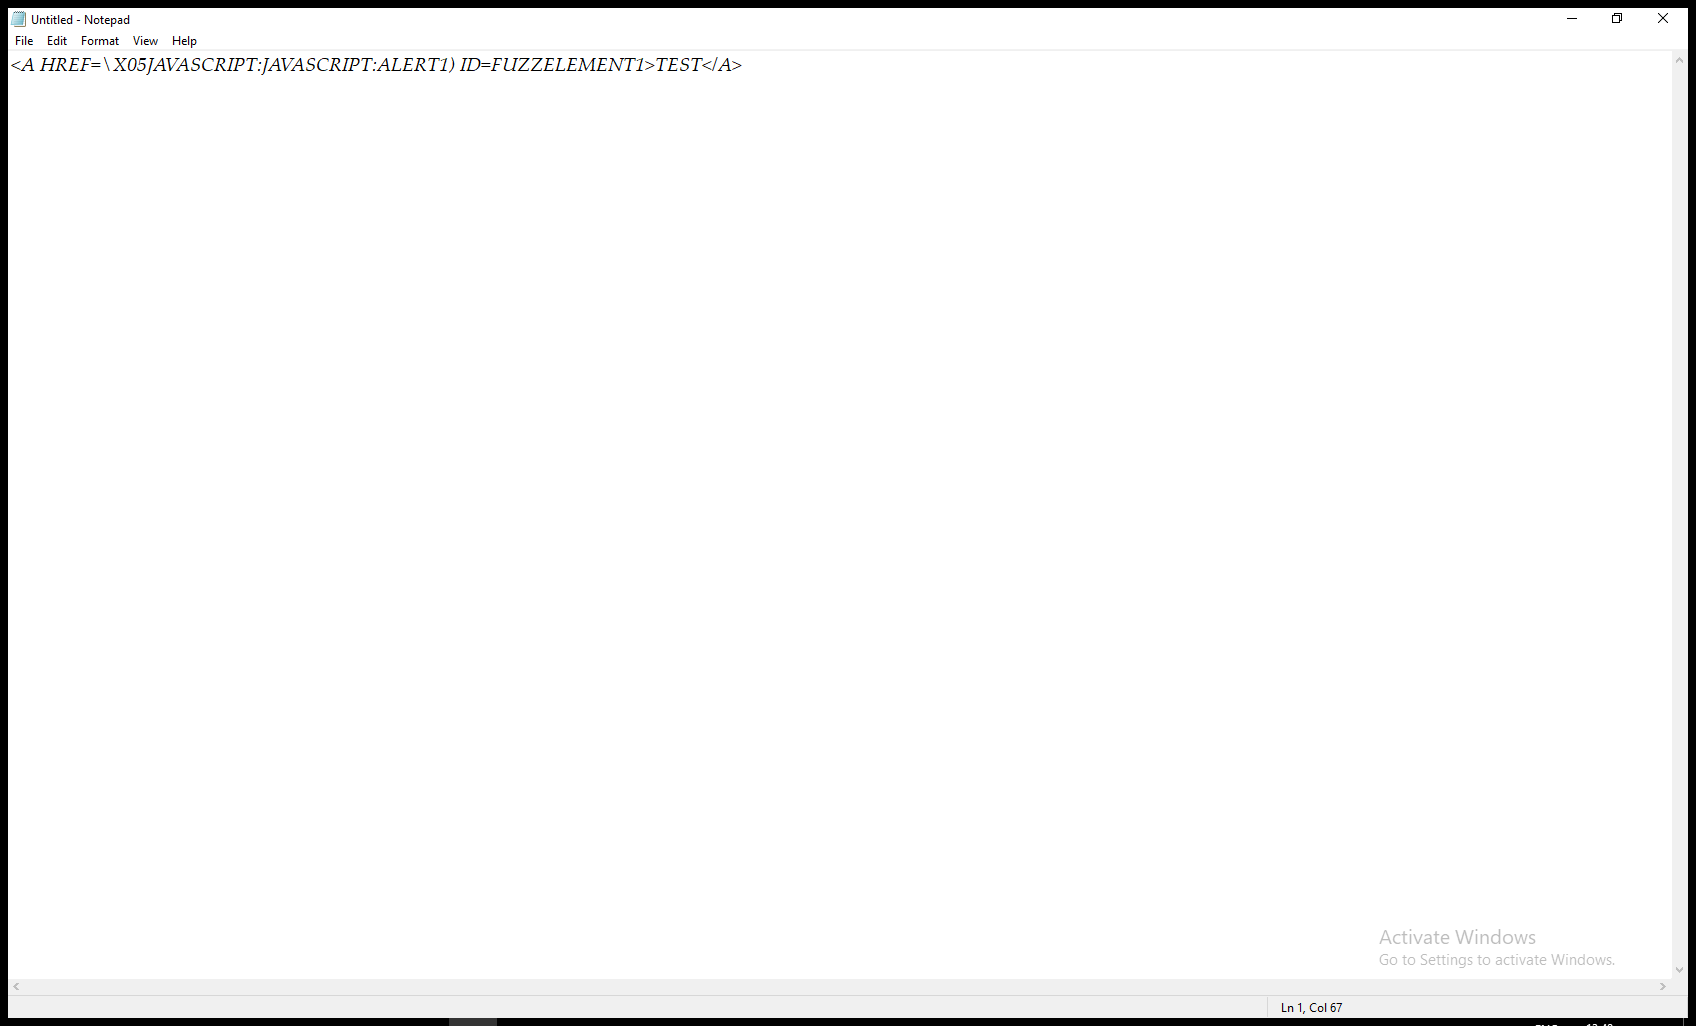 Untitled - Notepad
File Edit Format View Help
<A HREF=\X05JAVASCRIPT:JAVASCRIPT:ALERT1) ID=FUZZELEMENT1>TEST</A>
Activate Windows
Go to Settings to activate Windows.
Ln 1, Col 67